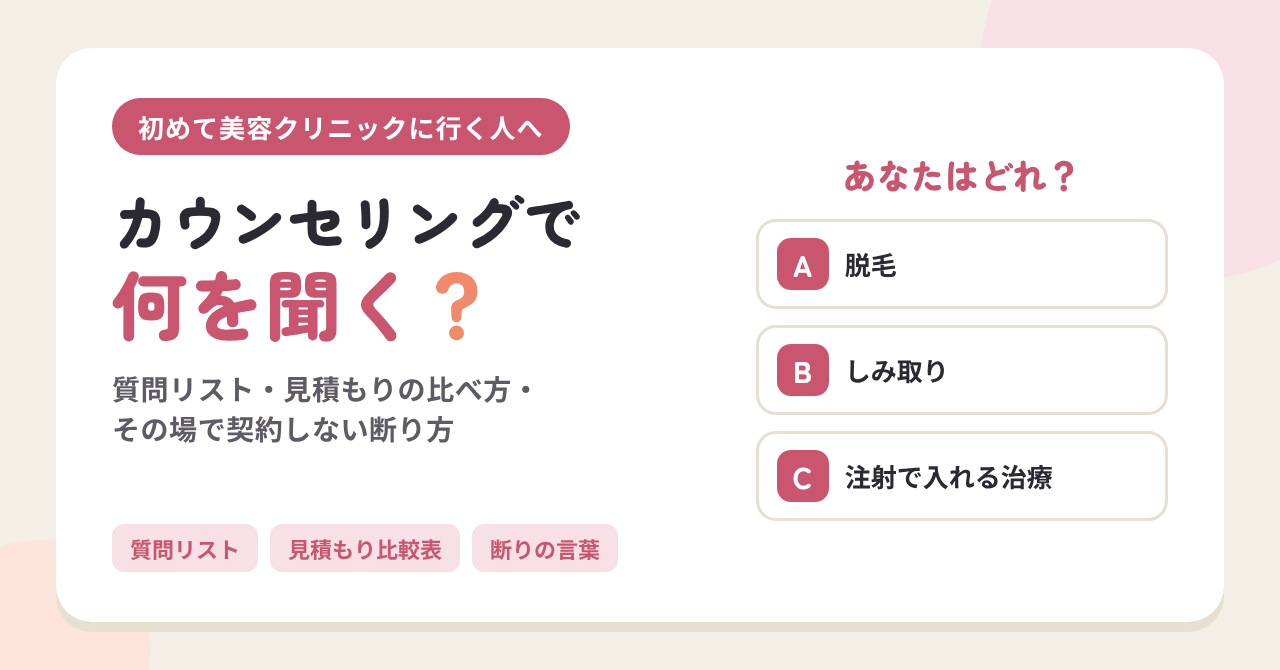 初めて美容クリニックに行く人へ
カウンセリングで
何を聞く？
質問リスト・見積もりの比べ方・
その場で契約しない断り方
質問リスト
見積もり比較表
断りの言葉
あなたはどれ？
A 脱毛
B しみ取り
C 注射で入れる治療